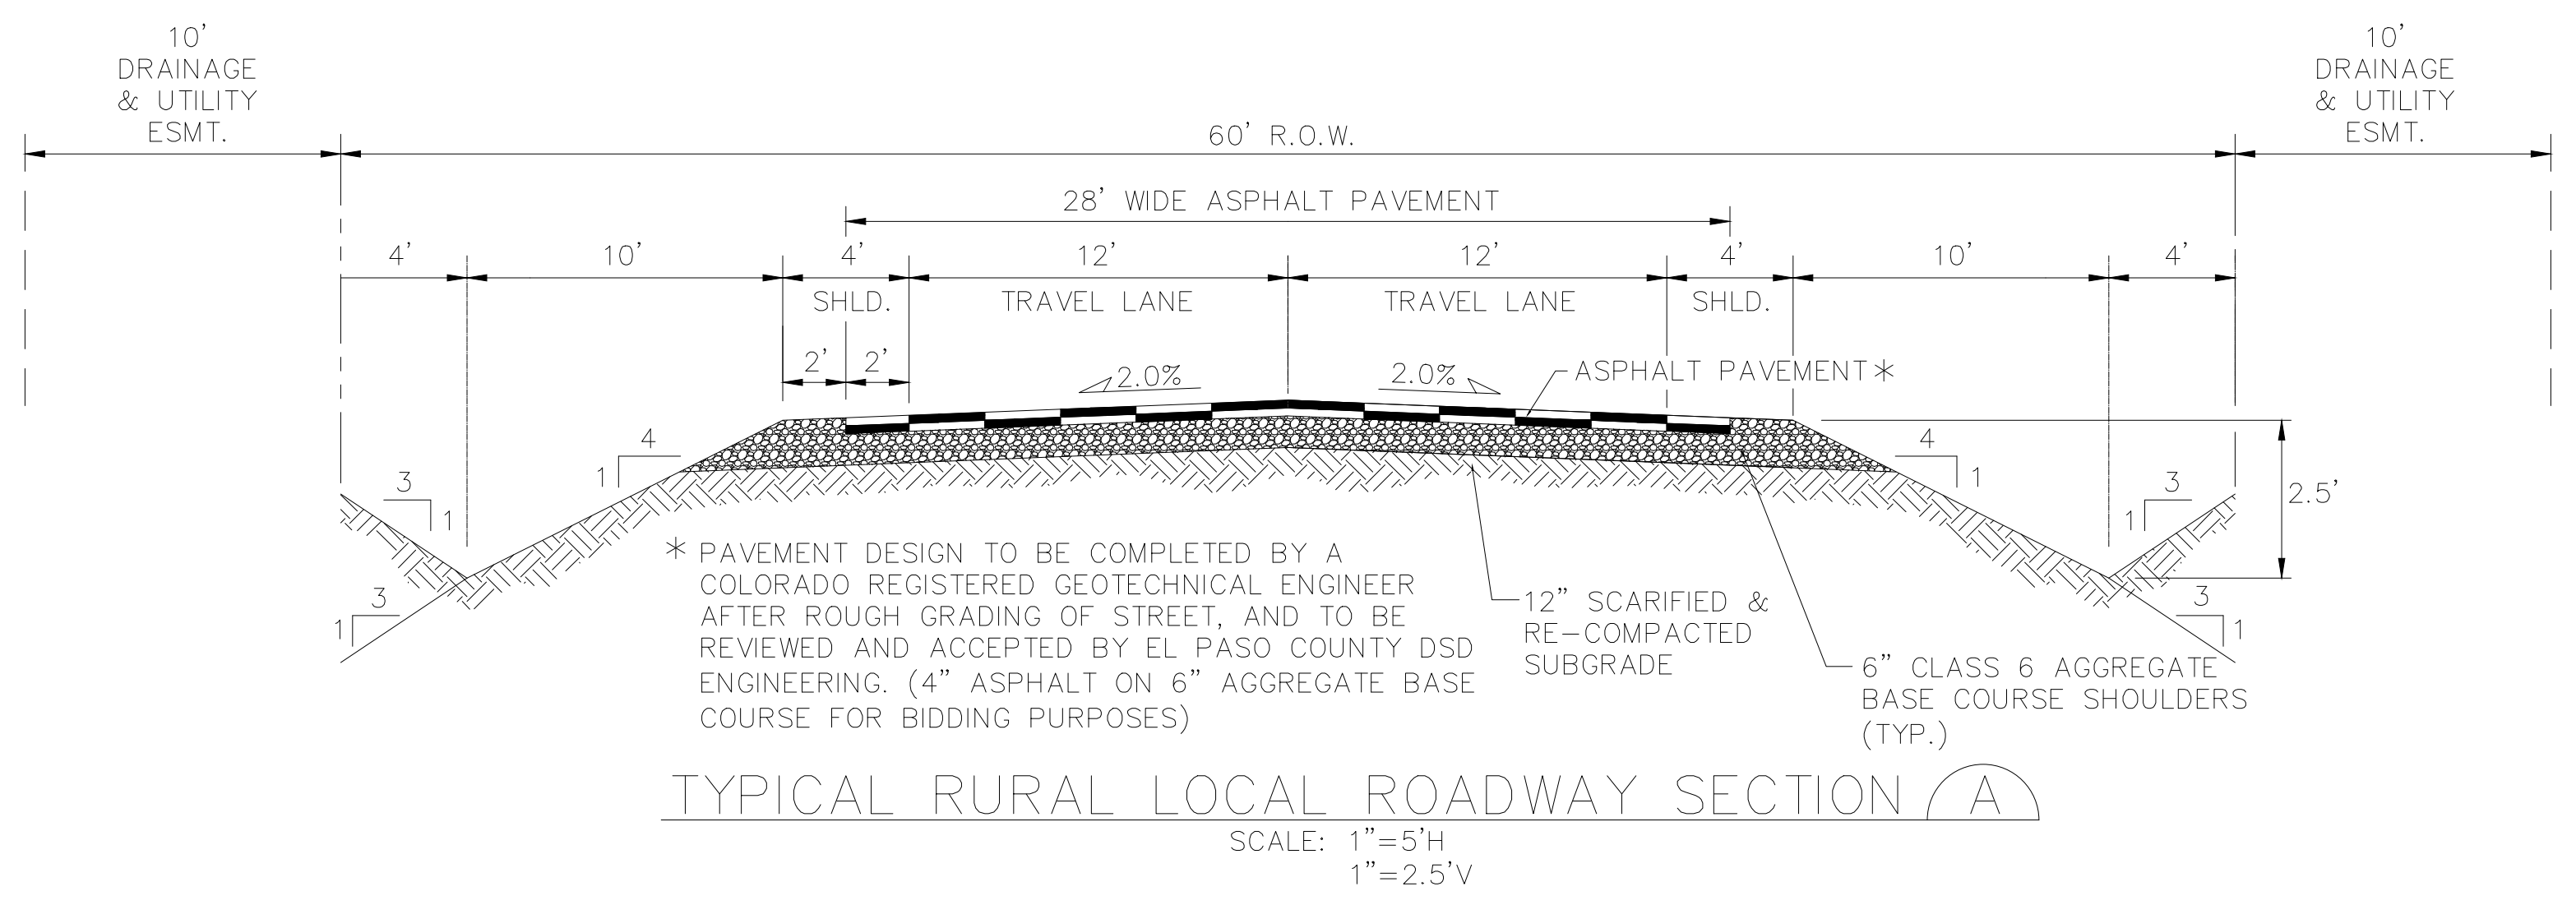 10'
DRAINAGE
& UTILITY
ESMT.
10'
DRAINAGE
& UTILITY
ESMT.
60' R.O.W.
28' WIDE ASPHALT PAVEMENT
4'
10'
4'
12'
12'
4'
10'
4'
SHLD.
TRAVEL LANE
TRAVEL LANE
SHLD.
2'
2'
2.0%
2.0%
ASPHALT PAVEMENT*
4
1
4
1
3
1
3
1
2.5'
3
1
3
1
* PAVEMENT DESIGN TO BE COMPLETED BY A
COLORADO REGISTERED GEOTECHNICAL ENGINEER
AFTER ROUGH GRADING OF STREET, AND TO BE
REVIEWED AND ACCEPTED BY EL PASO COUNTY DSD
ENGINEERING. (4" ASPHALT ON 6" AGGREGATE BASE
COURSE FOR BIDDING PURPOSES)
12" SCARIFIED &
RE-COMPACTED
SUBGRADE
6" CLASS 6 AGGREGATE
BASE COURSE SHOULDERS
(TYP.)
TYPICAL RURAL LOCAL ROADWAY SECTION A
SCALE: 1"=5'H
1"=2.5'V